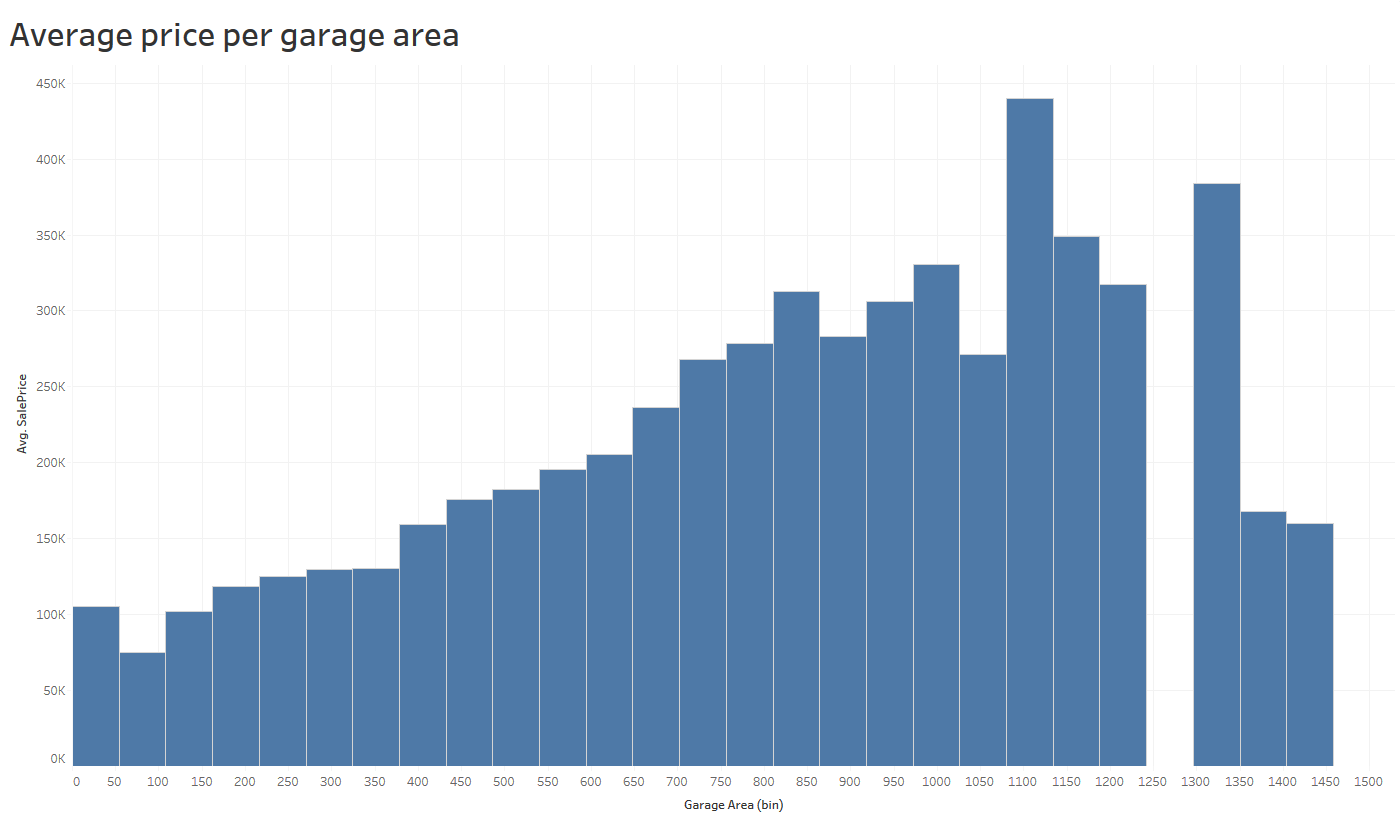 Average price per garage area
450K
400K
350K
300K
250K
200K
150K
100K
50K
0K
Avg. SalePrice
0 50 100 150 200 250 300 350 400 450 500 550 600 650 700 750 800 850 900 950 1000 1050 1100 1150 1200 1250 1300 1350 1400 1450 1500
Garage Area (bin)